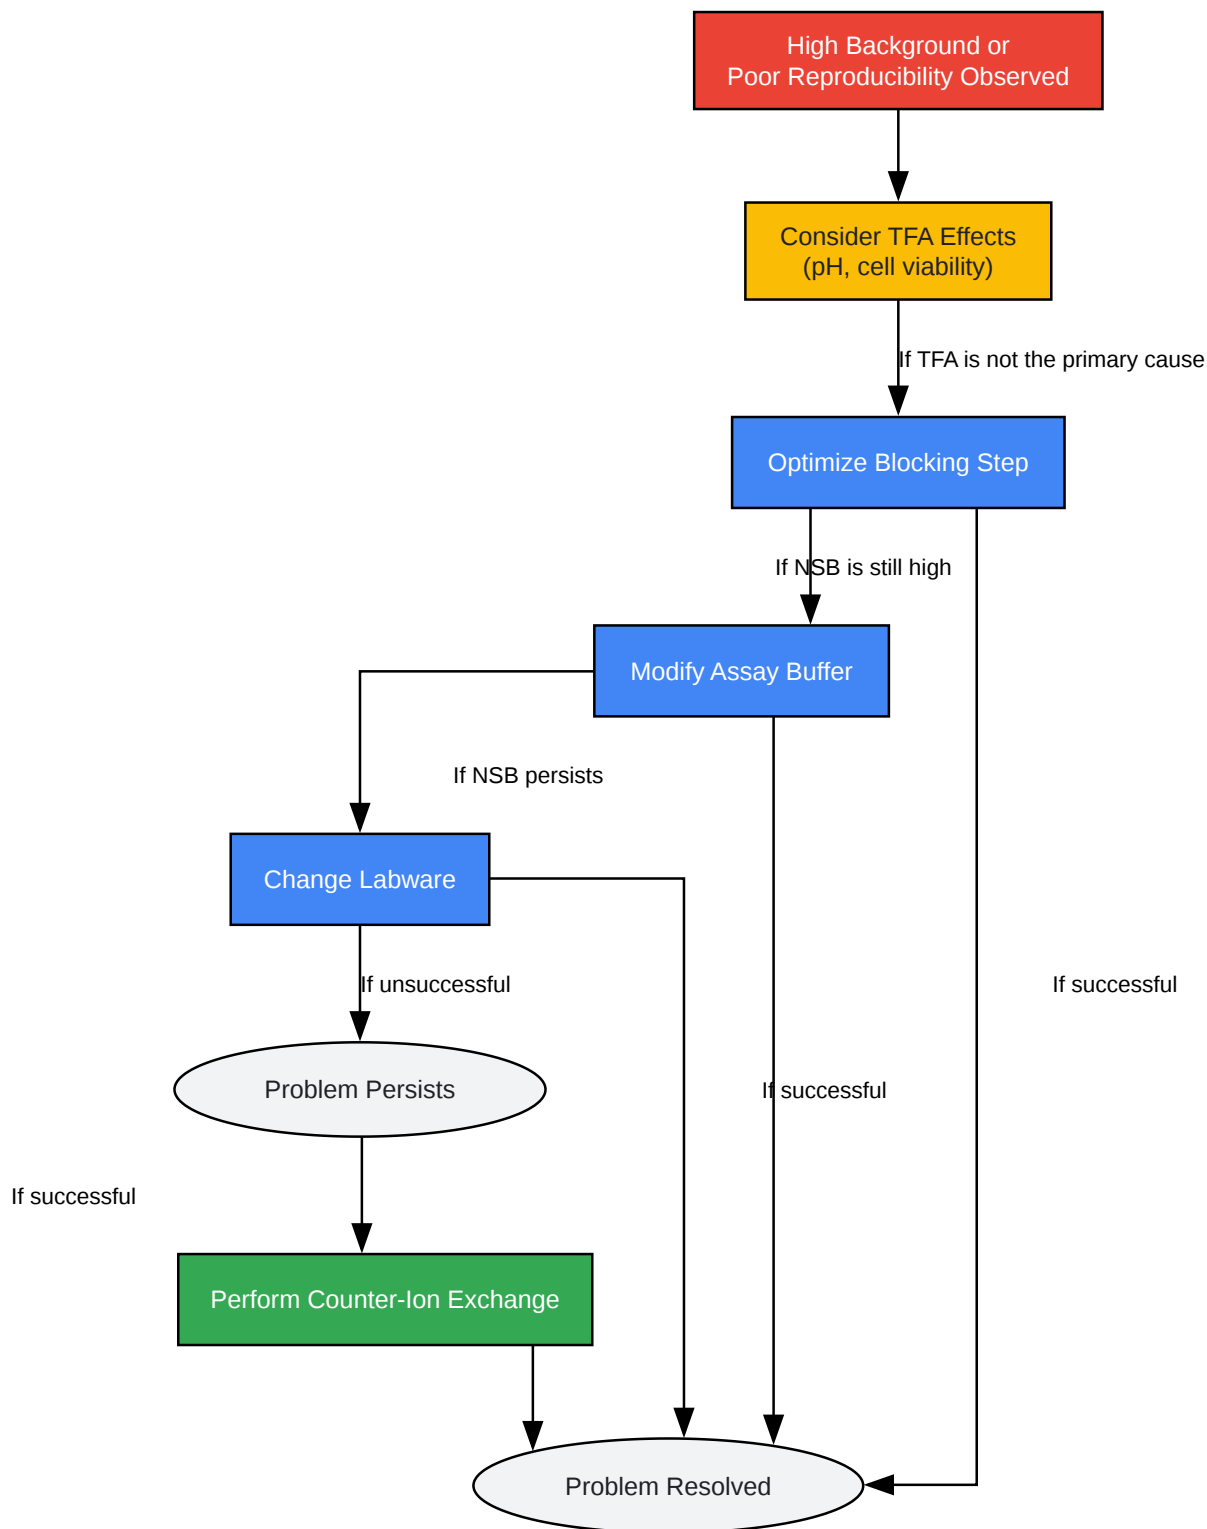 High Background or
Poor Reproducibility Observed
Consider TFA Effects
(pH, cell viability)
If TFA is not the primary cause
Optimize Blocking Step
If NSB is still high
Modify Assay Buffer
If NSB persists
Change Labware
If unsuccessful
If successful
Problem Persists
If successful
If successful
Perform Counter-Ion Exchange
Problem Resolved